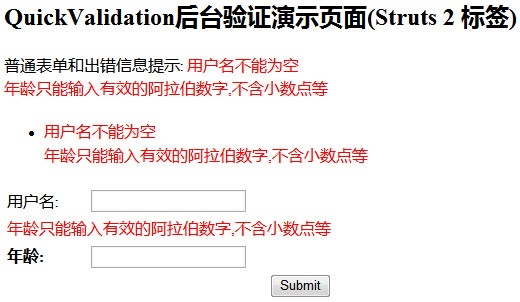 QuickValidation后台验证演示页面(Struts 2 标签)
普通表单和出错信息提示: 用户名不能为空
年龄只能输入有效的阿拉伯数字,不含小数点等
用户名不能为空
年龄只能输入有效的阿拉伯数字,不含小数点等
用户名:
年龄只能输入有效的阿拉伯数字,不含小数点等
年龄:
Submit